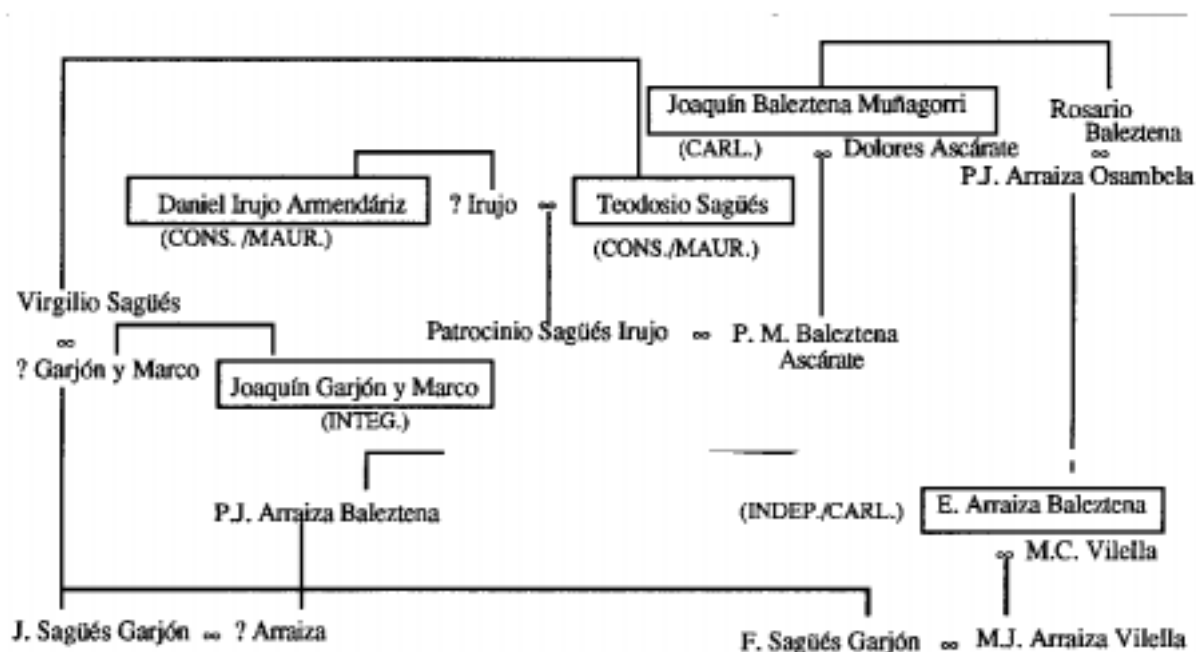 Joaquín Baleztena Muñagorri
Rosario
Baleztena
(CARL.) ∞ Dolores Ascárate ∞
P.J. Arraiza Osambela
Daniel Irujo Armendáriz ? Irujo ∞ Teodosio Sagüés
(CONS. /MAUR.) (CONS./MAUR.)
Virgilio Sagüés
∞
Patrocinio Sagüés Irujo ∞ P. M. Baleztena
Ascárate
? Garjón y Marco
Joaquín Garjón y Marco
(INTEG.)
P.J. Arraiza Baleztena
(INDEP./CARL.) E. Arraiza Baleztena
∞ M.C. Vilella
J. Sagüés Garjón ∞ ? Arraiza
F. Sagüés Garjón ∞ M.J. Arraiza Vilella